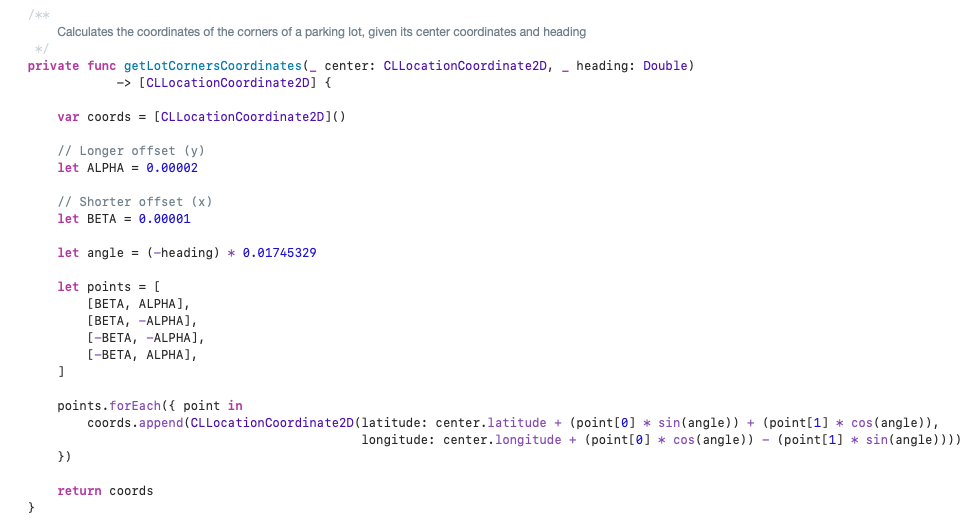 /**
Calculates the coordinates of the corners of a parking lot, given its center coordinates and heading
*/
private func getLotCornersCoordinates(_ center: CLLocationCoordinate2D, _ heading: Double)
-> [CLLocationCoordinate2D] {
var coords = [CLLocationCoordinate2D]()
// Longer offset (y)
let ALPHA = 0.00002
// Shorter offset (x)
let BETA = 0.00001
let angle = (-heading) * 0.01745329
let points = [
[BETA, ALPHA],
[BETA, -ALPHA],
[-BETA, -ALPHA],
[-BETA, ALPHA],
]
points.forEach({ point in
coords.append(CLLocationCoordinate2D(latitude: center.latitude + (point[0] * sin(angle)) + (point[1] * cos(angle)),
longitude: center.longitude + (point[0] * cos(angle)) - (point[1] * sin(angle))))
})
return coords
}